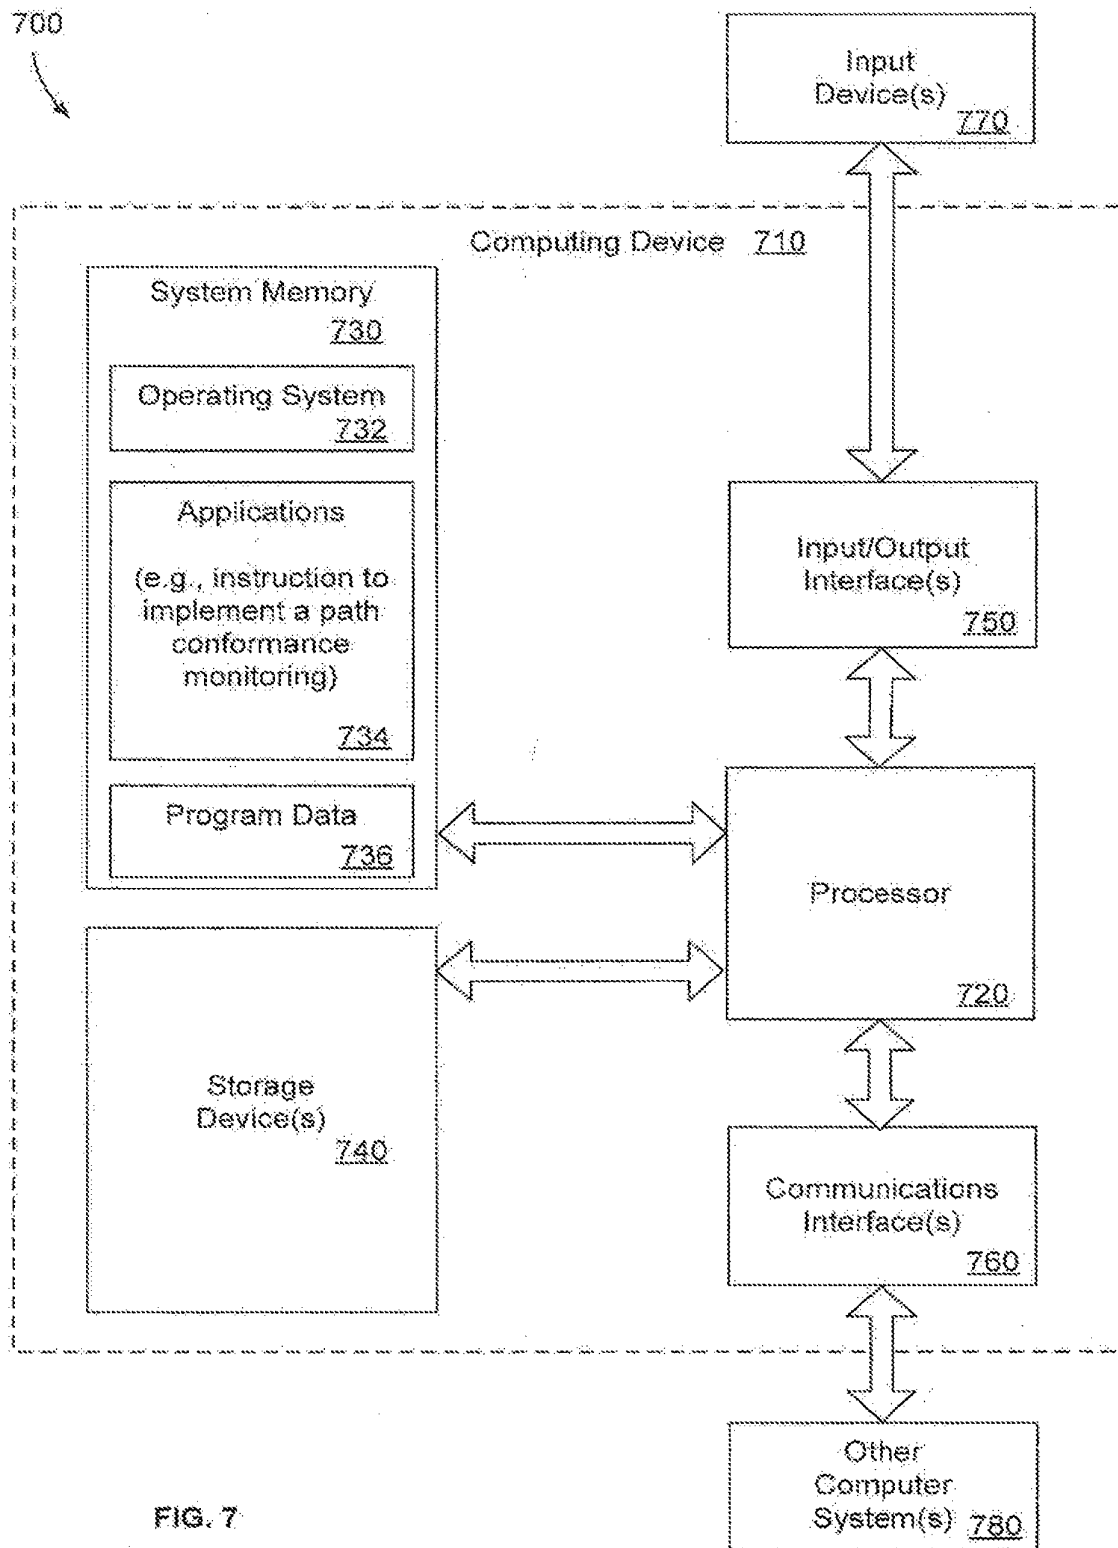 700
Input
Device(s)
770
Computing Device 710
System Memory
730
Operating System
732
Applications
(e.g., instruction to
implement a path
conformance
monitoring)
734
Program Data
736
Input/Output
Interface(s)
750
Processor
720
Storage
Device(s)
740
Communications
Interface(s)
760
Other
Computer
System(s)
780
FIG. 7